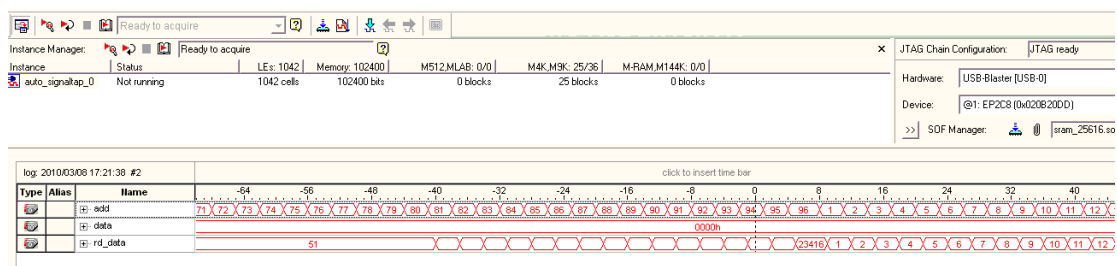 Ready to acquire
Instance Manager: Ready to acquire
JTAG Chain Configuration: JTAG ready
Instance Status LEs: 1042 Memory: 102400 M512,MLAB: 0/0 M4K,M9K: 25/36 M-RAM,M144K: 0/0
auto_signaltap_0 Not running 1042 cells 102400 bits 0 blocks 25 blocks 0 blocks
Hardware: USB-Blaster [USB-0]
Device: @1: EP2C8 (0x020B20DD)
>> SOF Manager: sram_25616.so
log: 2010/03/08 17:21:38 #2 click to insert time bar
Type Alias Name -64 -56 -48 -40 -32 -24 -16 -8 0 8 16 24 32 40
add 71 72 73 74 75 76 77 78 79 80 81 82 83 84 85 86 87 88 89 90 91 92 93 94 95 96 1 2 3 4 5 6 7 8 9 10 11 12
data 0000h
rd_data 51 23416 1 2 3 4 5 6 7 8 9 10 11 12